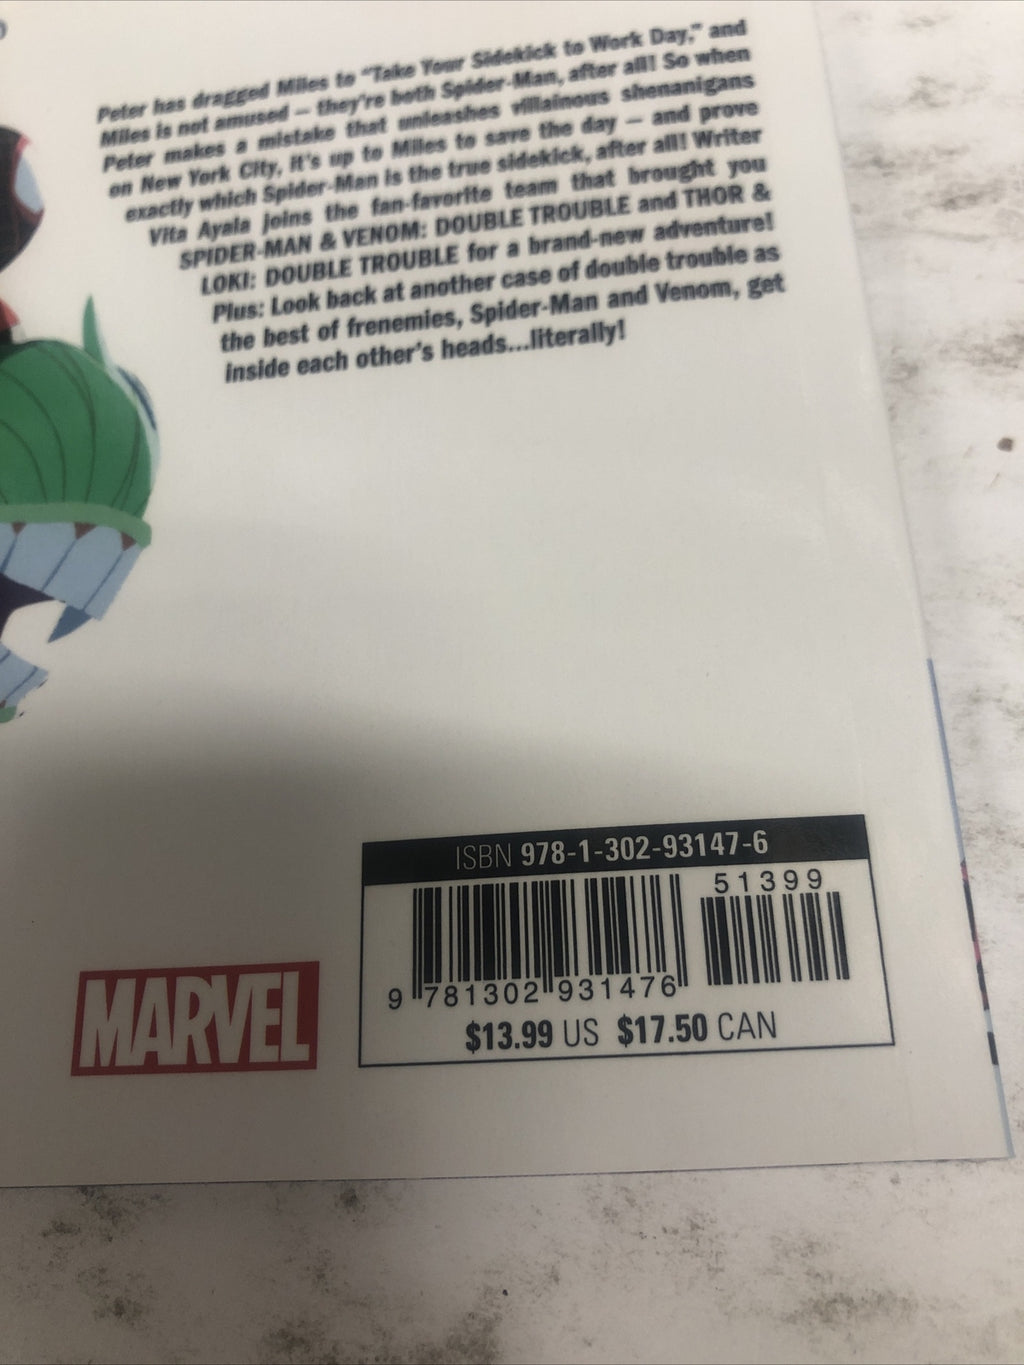 Peter has dragged Miles to "Take Your Sidekick to Work Day," and
Miles is not amused — they're both Spider-Man, after all! So when
Peter makes a mistake that unleashes villainous shenanigans
on New York City, it's up to Miles to save the day — and prove
exactly which Spider-Man is the true sidekick, after all! Writer
Vita Ayala joins the fan-favorite team that brought you
SPIDER-MAN & VENOM: DOUBLE TROUBLE and THOR &
LOKI: DOUBLE TROUBLE for a brand-new adventure!
Plus: Look back at another case of double trouble as
the best of frenemies, Spider-Man and Venom, get
inside each other's heads...literally!
ISBN 978-1-302-93147-6
51399
9 781302 931476
$13.99 US $17.50 CAN
MARVEL